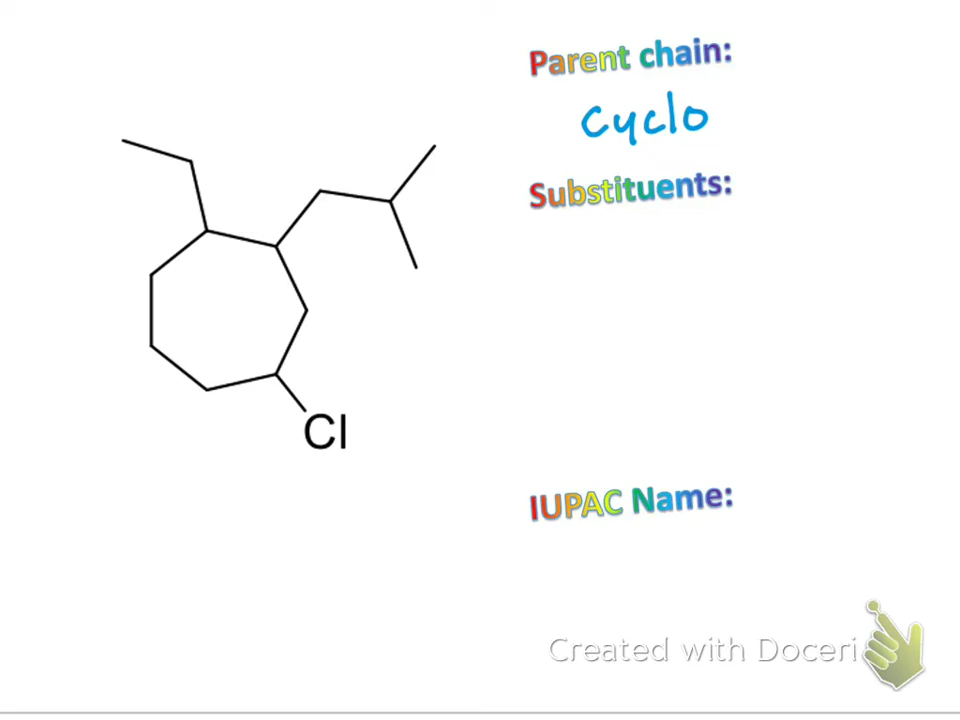 Parent chain:
Cyclo
Substituents:
Cl
IUPAC Name:
Created with Doceri